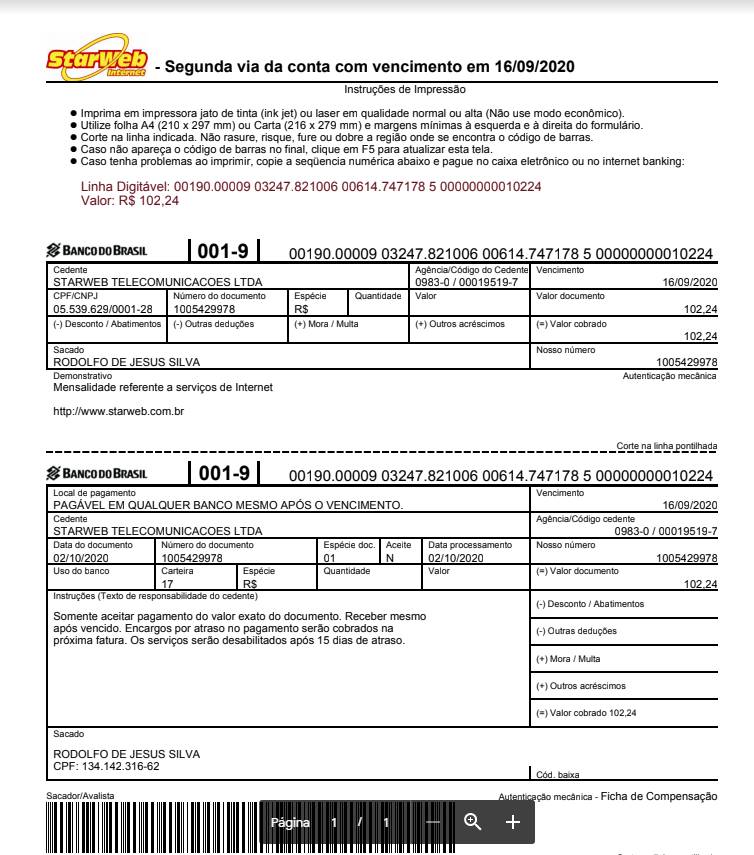 StarWeb
Internet
- Segunda via da conta com vencimento em 16/09/2020
Instruções de Impressão
● Imprima em impressora jato de tinta (ink jet) ou laser em qualidade normal ou alta (Não use modo econômico).
● Utilize folha A4 (210 x 297 mm) ou Carta (216 x 279 mm) e margens mínimas à esquerda e à direita do formulário.
● Corte na linha indicada. Não rasure, risque, fure ou dobre a região onde se encontra o código de barras.
● Caso não apareça o código de barras no final, clique em F5 para atualizar esta tela.
● Caso tenha problemas ao imprimir, copie a seqüencia numérica abaixo e pague no caixa eletrônico ou no internet banking:
Linha Digitável: 00190.00009 03247.821006 00614.747178 5 00000000010224
Valor: R$ 102,24
BANCO DO BRASIL 001-9 00190.00009 03247.821006 00614.747178 5 00000000010224
Cedente Agência/Código do Cedente Vencimento
STARWEB TELECOMUNICACOES LTDA 0983-0 / 00019519-7 16/09/2020
CPF/CNPJ Número do documento Espécie Quantidade Valor Valor documento
05.539.629/0001-28 1005429978 R$ 102,24
(-) Desconto / Abatimentos (-) Outras deduções (+) Mora / Multa (+) Outros acréscimos (=) Valor cobrado
102,24
Sacado Nosso número
RODOLFO DE JESUS SILVA 1005429978
Demonstrativo Autenticação mecânica
Mensalidade referente a serviços de Internet
http://www.starweb.com.br
Corte na linha pontilhada
BANCO DO BRASIL 001-9 00190.00009 03247.821006 00614.747178 5 00000000010224
Local de pagamento Vencimento
PAGÁVEL EM QUALQUER BANCO MESMO APÓS O VENCIMENTO. 16/09/2020
Cedente Agência/Código cedente
STARWEB TELECOMUNICACOES LTDA 0983-0 / 00019519-7
Data do documento Número do documento Espécie doc. Aceite Data processamento Nosso número
02/10/2020 1005429978 01 N 02/10/2020 1005429978
Uso do banco Carteira Espécie Quantidade Valor (=) Valor documento
17 R$ 102,24
Instruções (Texto de responsabilidade do cedente)
(-) Desconto / Abatimentos
Somente aceitar pagamento do valor exato do documento. Receber mesmo
após vencido. Encargos por atraso no pagamento serão cobrados na
próxima fatura. Os serviços serão desabilitados após 15 dias de atraso.
(-) Outras deduções
(+) Mora / Multa
(+) Outros acréscimos
(=) Valor cobrado 102,24
Sacado
RODOLFO DE JESUS SILVA
CPF: 134.142.316-62
Cód. baixa
Sacador/Avalista Autenticação mecânica - Ficha de Compensação
Página 1 / 1